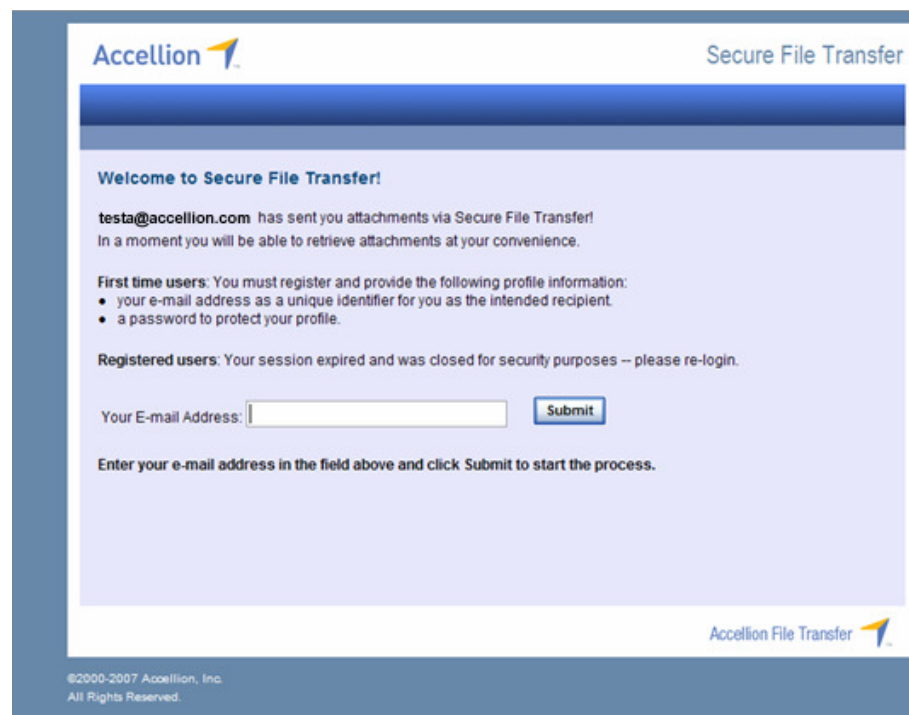 Accellion
Secure File Transfer
Welcome to Secure File Transfer!
testa@accellion.com has sent you attachments via Secure File Transfer!
In a moment you will be able to retrieve attachments at your convenience.
First time users: You must register and provide the following profile information:
• your e-mail address as a unique identifier for you as the intended recipient.
• a password to protect your profile.
Registered users: Your session expired and was closed for security purposes -- please re-login.
Your E-mail Address:
Submit
Enter your e-mail address in the field above and click Submit to start the process.
Accellion File Transfer
©2000-2007 Accellion, Inc.
All Rights Reserved.